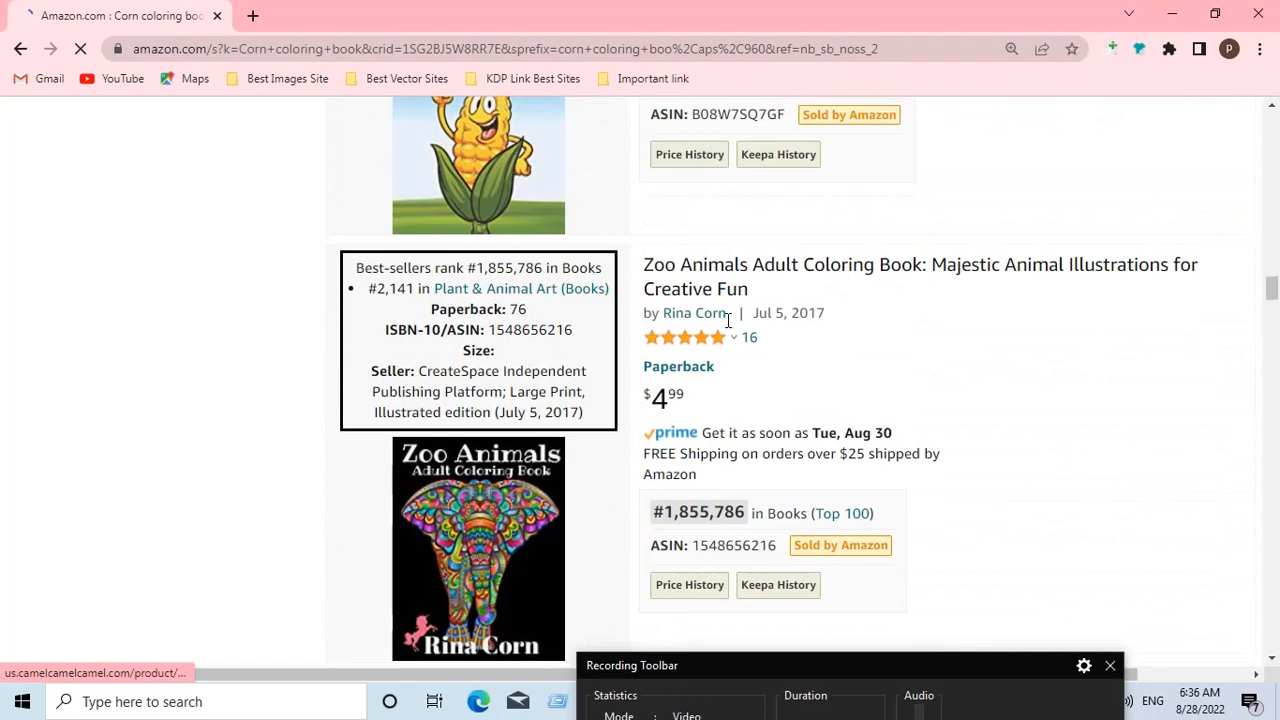 Amazon.com : Corn coloring boo
amazon.com/s?k=Corn+coloring+book&crid=1SG2BJ5W8RR7E&sprefix=corn+coloring+boo%2Caps%2C960&ref=nb_sb_noss_2
P
Gmail YouTube Maps Best Images Site Best Vector Sites KDP Link Best Sites Important link
ASIN: B08W7SQ7GF Sold by Amazon
Price History Keepa History
Best-sellers rank #1,855,786 in Books
• #2,141 in Plant & Animal Art (Books)
Paperback: 76
ISBN-10/ASIN: 1548656216
Size:
Seller: CreateSpace Independent
Publishing Platform; Large Print,
Illustrated edition (July 5, 2017)
Zoo Animals
Adult Coloring Book
Rina Corn
Zoo Animals Adult Coloring Book: Majestic Animal Illustrations for
Creative Fun
by Rina Corn | Jul 5, 2017
16
Paperback
$4.99
prime Get it as soon as Tue, Aug 30
FREE Shipping on orders over $25 shipped by
Amazon
#1,855,786 in Books (Top 100)
ASIN: 1548656216 Sold by Amazon
Price History Keepa History
us.camelcamelcamel.com/product/...
Recording Toolbar
Statistics Duration Audio
Mode : Video
Type here to search
ENG
6:36 AM
8/28/2022
7